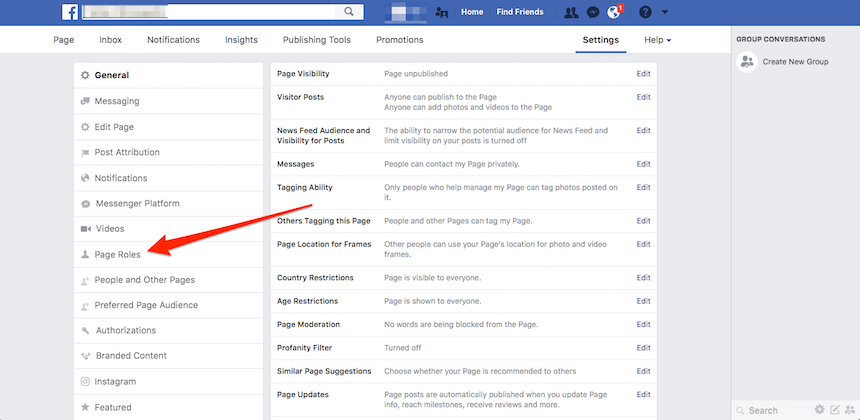 Home
Find Friends
1
Page
Inbox
Notifications
Insights
Publishing Tools
Promotions
Settings
Help
General
Messaging
Edit Page
Post Attribution
Notifications
Messenger Platform
Videos
Page Roles
People and Other Pages
Preferred Page Audience
Authorizations
Branded Content
Instagram
Featured
Page Visibility Page unpublished Edit
Visitor Posts Anyone can publish to the Page Edit
Anyone can add photos and videos to the Page
News Feed Audience and The ability to narrow the potential audience for News Feed and Edit
Visibility for Posts limit visibility on your posts is turned off
Messages People can contact my Page privately. Edit
Tagging Ability Only people who help manage my Page can tag photos posted on Edit
it.
Others Tagging this Page People and other Pages can tag my Page. Edit
Page Location for Frames Other people can use your Page's location for photo and video Edit
frames.
Country Restrictions Page is visible to everyone. Edit
Age Restrictions Page is shown to everyone. Edit
Page Moderation No words are being blocked from the Page. Edit
Profanity Filter Turned off Edit
Similar Page Suggestions Choose whether your Page is recommended to others Edit
Page Updates Page posts are automatically published when you update Page Edit
info, reach milestones, receive reviews and more.
GROUP CONVERSATIONS
Create New Group
Search